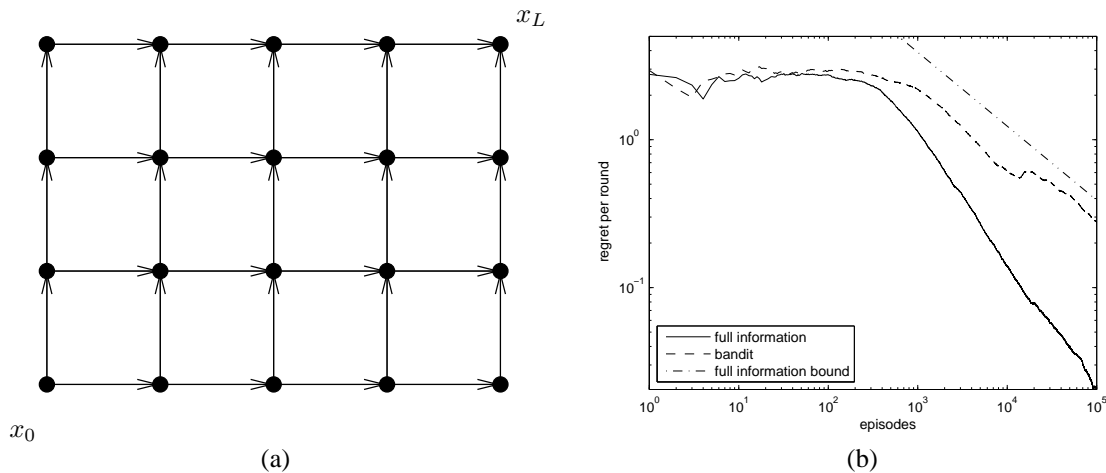 x_L
x_0
(a)
regret per round
10^0
10^{-1}
full information
bandit
full information bound
10^0 10^1 10^2 10^3 10^4 10^5
episodes
(b)